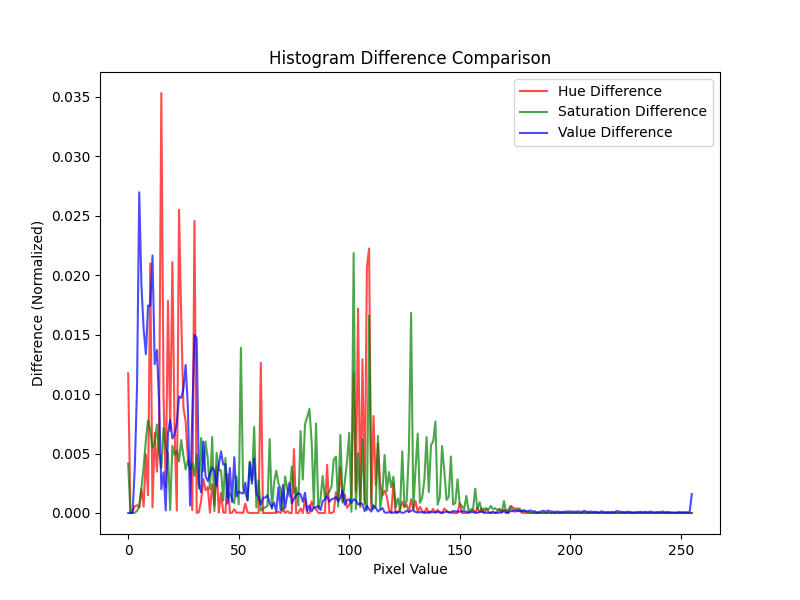 Histogram Difference Comparison
Hue Difference
Saturation Difference
Value Difference
Difference (Normalized)
0.035
0.030
0.025
0.020
0.015
0.010
0.005
0.000
0 50 100 150 200 250
Pixel Value